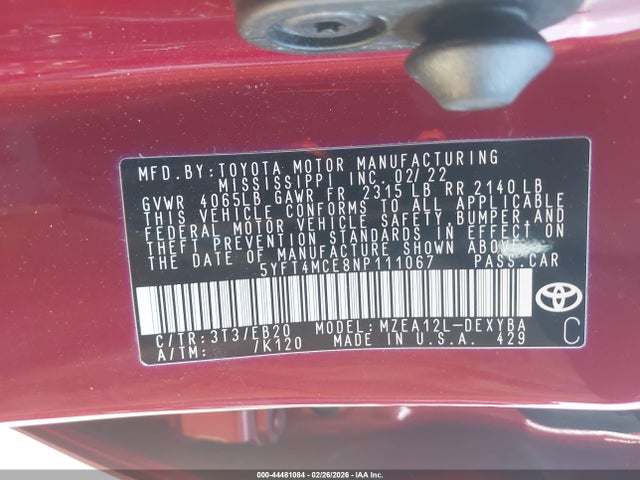 MFD.BY:TOYOTA MOTOR MANUFACTURING
MISSISSIPPI INC. 02/22
GVWR 4065LB GAWR FR 2315 LB RR 2140 LB
THIS VEHICLE CONFORMS TO ALL APPLICABLE
FEDERAL MOTOR VEHICLE SAFETY, BUMPER, AND
THEFT PREVENTION STANDARDS IN EFFECT ON
THE DATE OF MANUFACTURE SHOWN ABOVE.
5YFT4MCE8NP111067 PASS.CAR
C/TR:3T3/EB20 MODEL:MZEA12L-DEXYBA
A/TM: /K120 MADE IN U.S.A. 429
C
000-44481084 - 02/26/2026 - IAA, Inc.